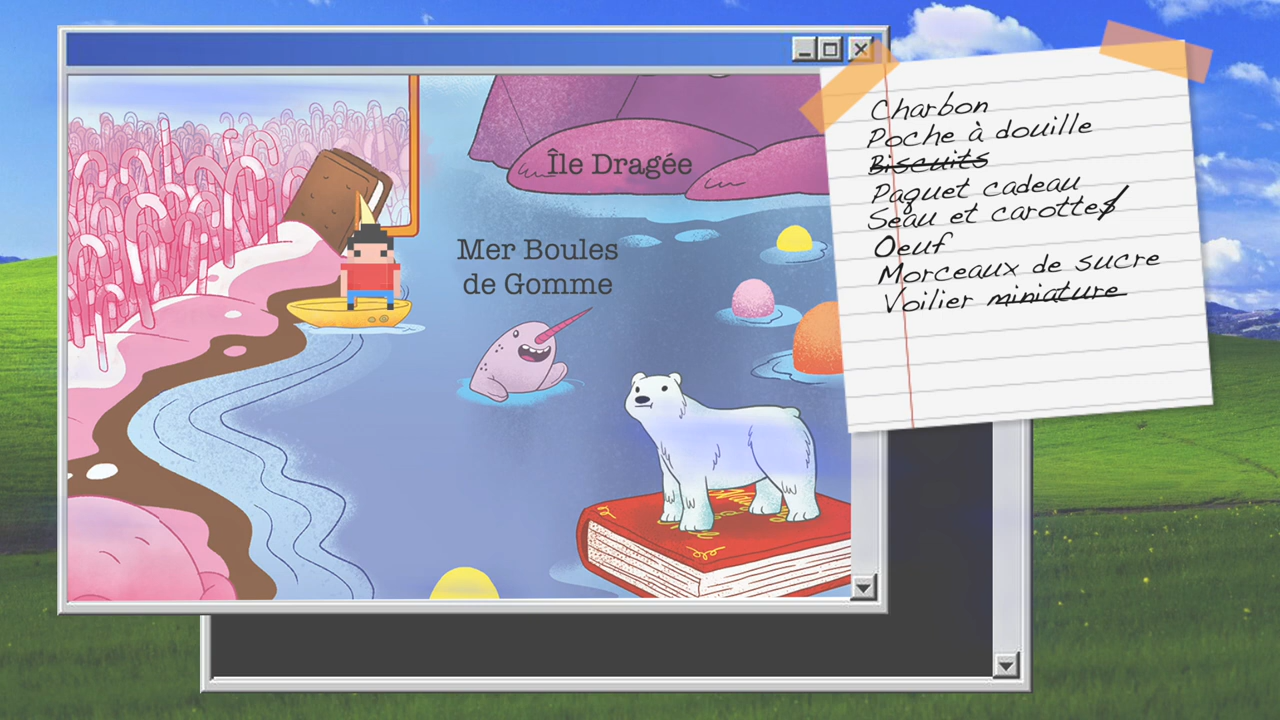 Île Dragée
Mer Boules
de Gomme
Charbon
Poche à douille
Biscuits
Paquet cadeau
Seau et carottes
Oeuf
Morceaux de sucre
Voilier miniature